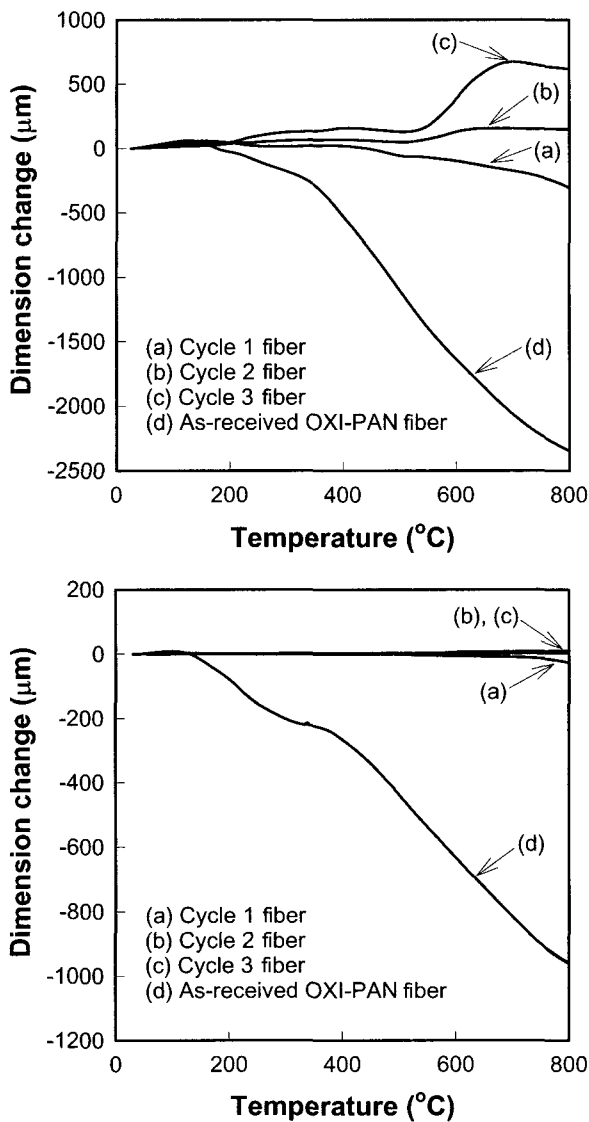 1000
500
0
-500
-1000
-1500
-2000
-2500
Dimension change (μm)
(c)
(b)
(a)
(d)
(a) Cycle 1 fiber
(b) Cycle 2 fiber
(c) Cycle 3 fiber
(d) As-received OXI-PAN fiber
0 200 400 600 800
Temperature (°C)
200
0
-200
-400
-600
-800
-1000
-1200
Dimension change (μm)
(b), (c)
(a)
(d)
(a) Cycle 1 fiber
(b) Cycle 2 fiber
(c) Cycle 3 fiber
(d) As-received OXI-PAN fiber
0 200 400 600 800
Temperature (°C)